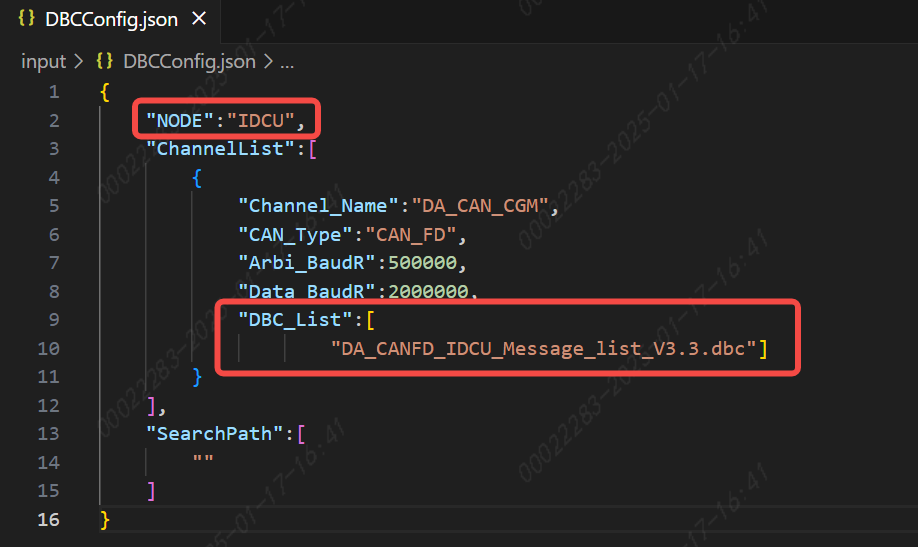 {} DBCConfig.json ×
input > {} DBCConfig.json > ...
1 {
2 "NODE":"IDCU",
3 "ChannelList":[
4 {
5 "Channel_Name":"DA_CAN_CGM",
6 "CAN_Type":"CAN_FD",
7 "Arbi_BaudR":500000,
8 "Data_BaudR":2000000,
9 "DBC_List":[
10 "DA_CANFD_IDCU_Message_list_V3.3.dbc"]
11 }
12 ],
13 "SearchPath":[
14 ""
15 ]
16 }
00022283-2025-01-17-16:41